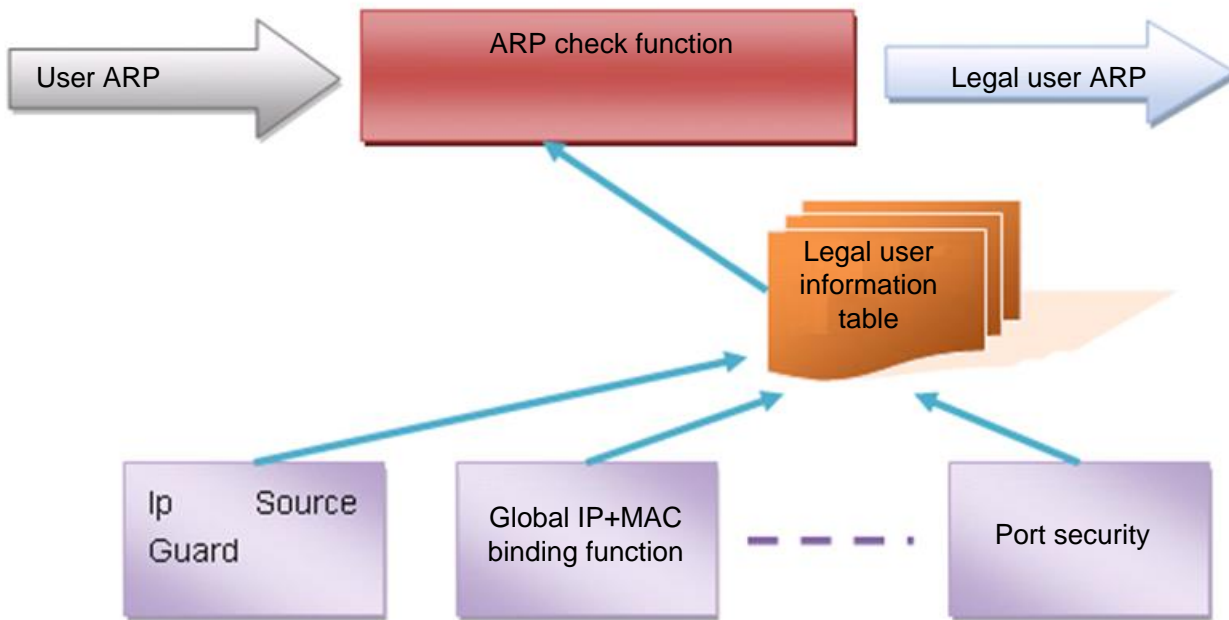 User ARP
ARP check function
Legal user ARP
Legal user
information
table
Ip Source
Guard
Global IP+MAC
binding function
Port security